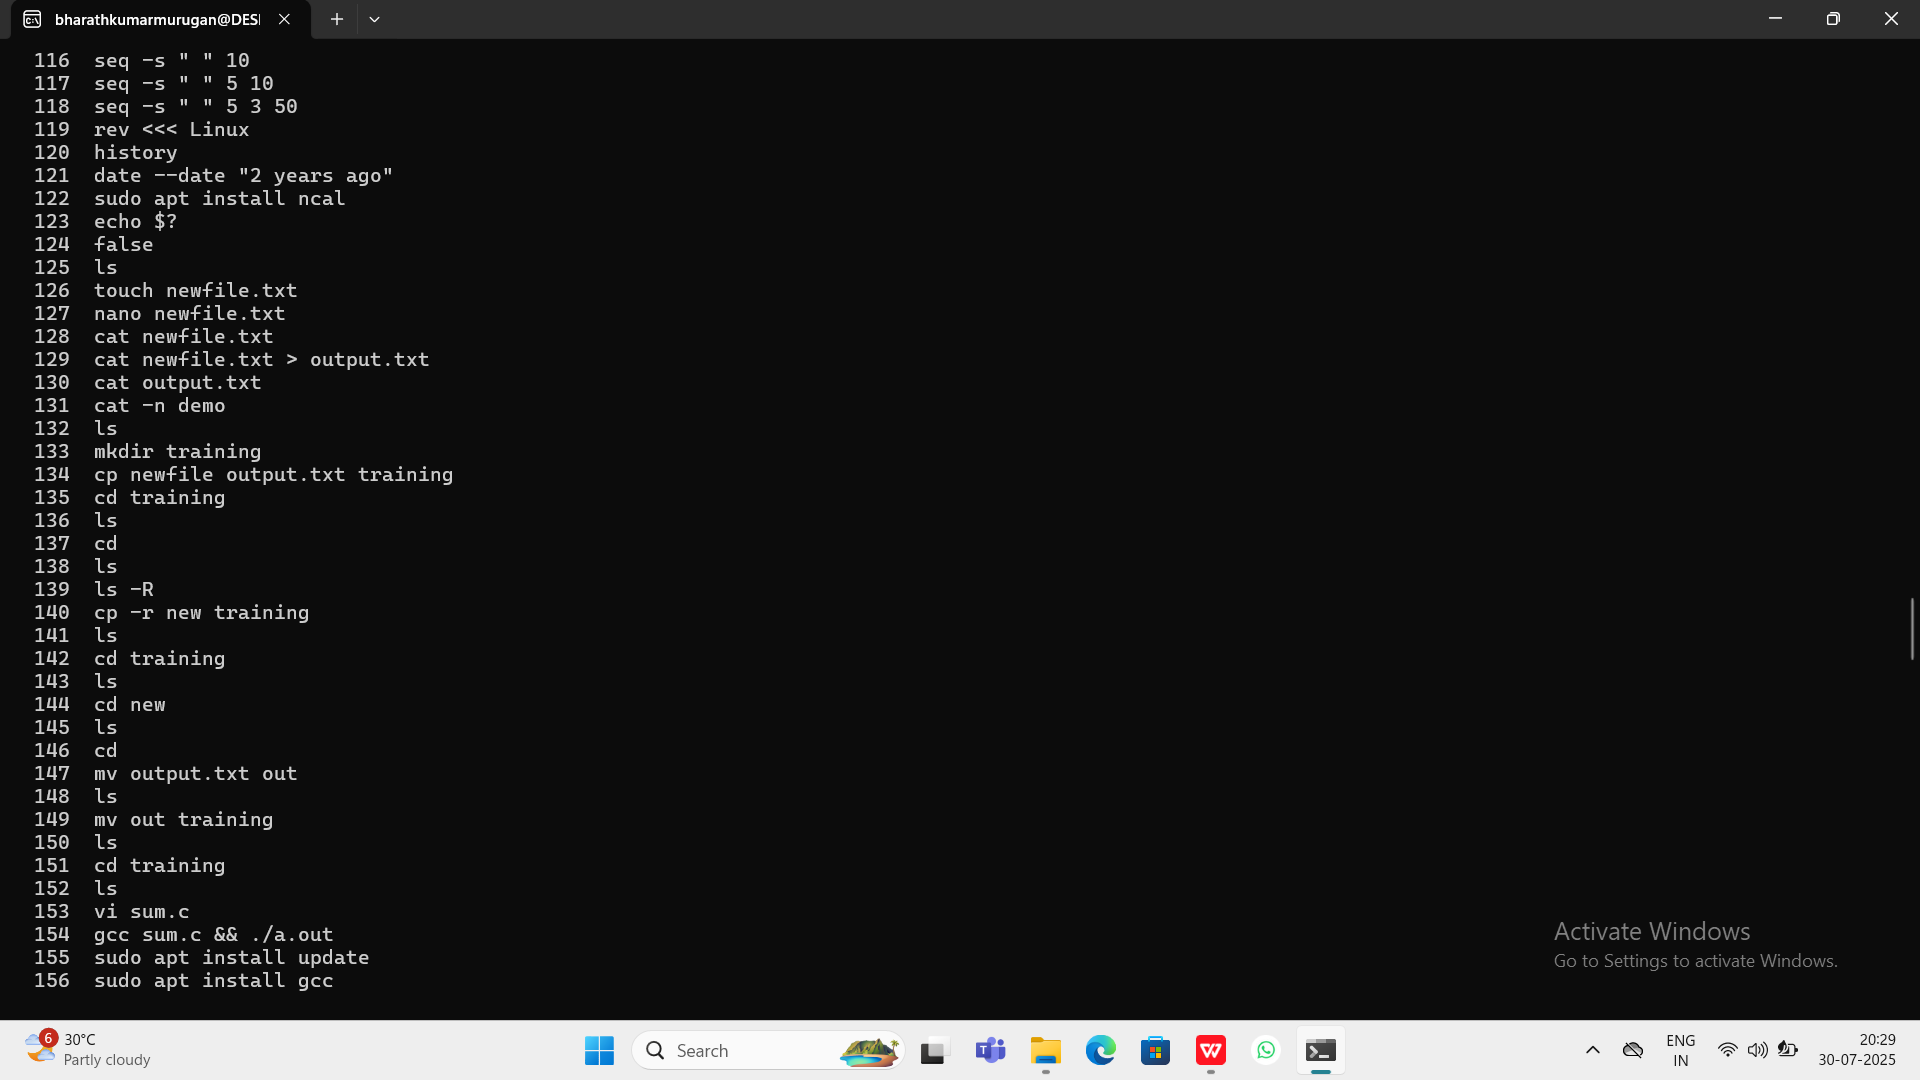 bharathkumarmurugan@DES
116 seq -s " " 10
117 seq -s " " 5 10
118 seq -s " " 5 3 50
119 rev <<< Linux
120 history
121 date --date "2 years ago"
122 sudo apt install ncal
123 echo $?
124 false
125 ls
126 touch newfile.txt
127 nano newfile.txt
128 cat newfile.txt
129 cat newfile.txt > output.txt
130 cat output.txt
131 cat -n demo
132 ls
133 mkdir training
134 cp newfile output.txt training
135 cd training
136 ls
137 cd
138 ls
139 ls -R
140 cp -r new training
141 ls
142 cd training
143 ls
144 cd new
145 ls
146 cd
147 mv output.txt out
148 ls
149 mv out training
150 ls
151 cd training
152 ls
153 vi sum.c
154 gcc sum.c && ./a.out
155 sudo apt install update
156 sudo apt install gcc
Activate Windows
Go to Settings to activate Windows.
6
30°C
Partly cloudy
Search
ENG
IN
20:29
30-07-2025